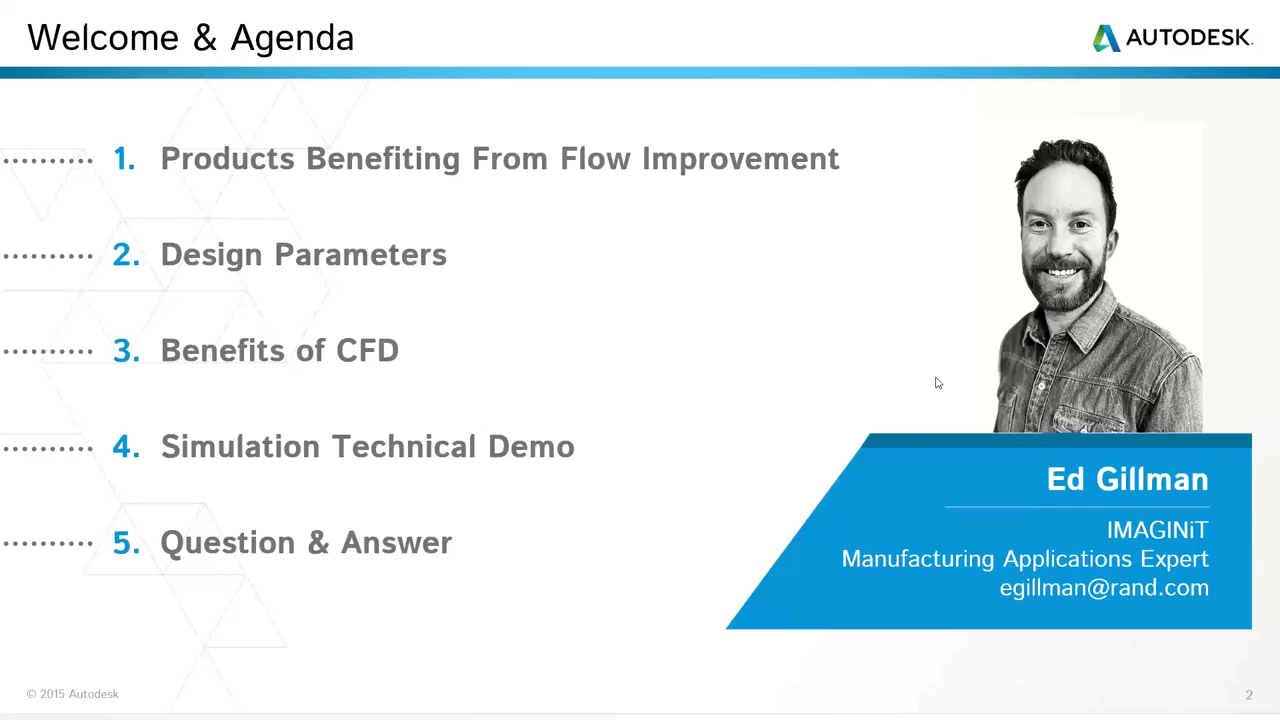 Welcome & Agenda
AUTODESK.
1. Products Benefiting From Flow Improvement
2. Design Parameters
3. Benefits of CFD
4. Simulation Technical Demo
5. Question & Answer
Ed Gillman
IMAGINiT
Manufacturing Applications Expert
egillman@rand.com
© 2015 Autodesk
2